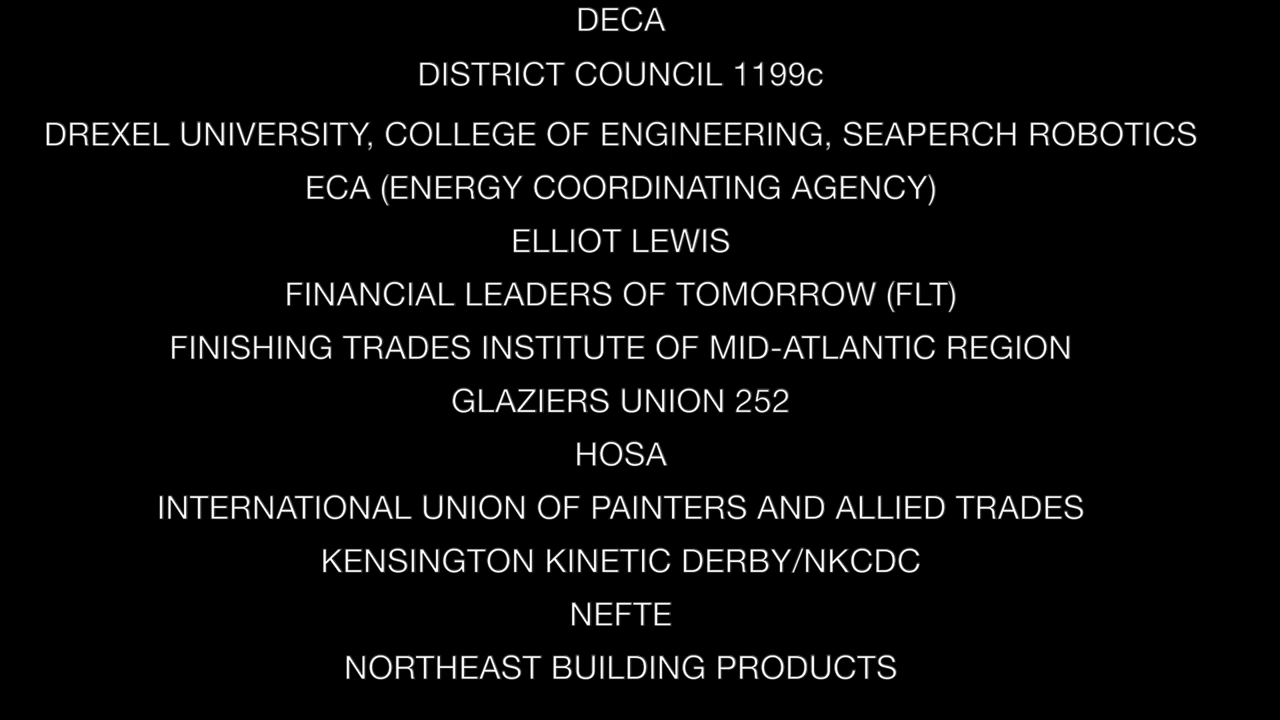 DECA
DISTRICT COUNCIL 1199c
DREXEL UNIVERSITY, COLLEGE OF ENGINEERING, SEAPERCH ROBOTICS
ECA (ENERGY COORDINATING AGENCY)
ELLIOT LEWIS
FINANCIAL LEADERS OF TOMORROW (FLT)
FINISHING TRADES INSTITUTE OF MID-ATLANTIC REGION
GLAZIERS UNION 252
HOSA
INTERNATIONAL UNION OF PAINTERS AND ALLIED TRADES
KENSINGTON KINETIC DERBY/NKCDC
NEFTE
NORTHEAST BUILDING PRODUCTS